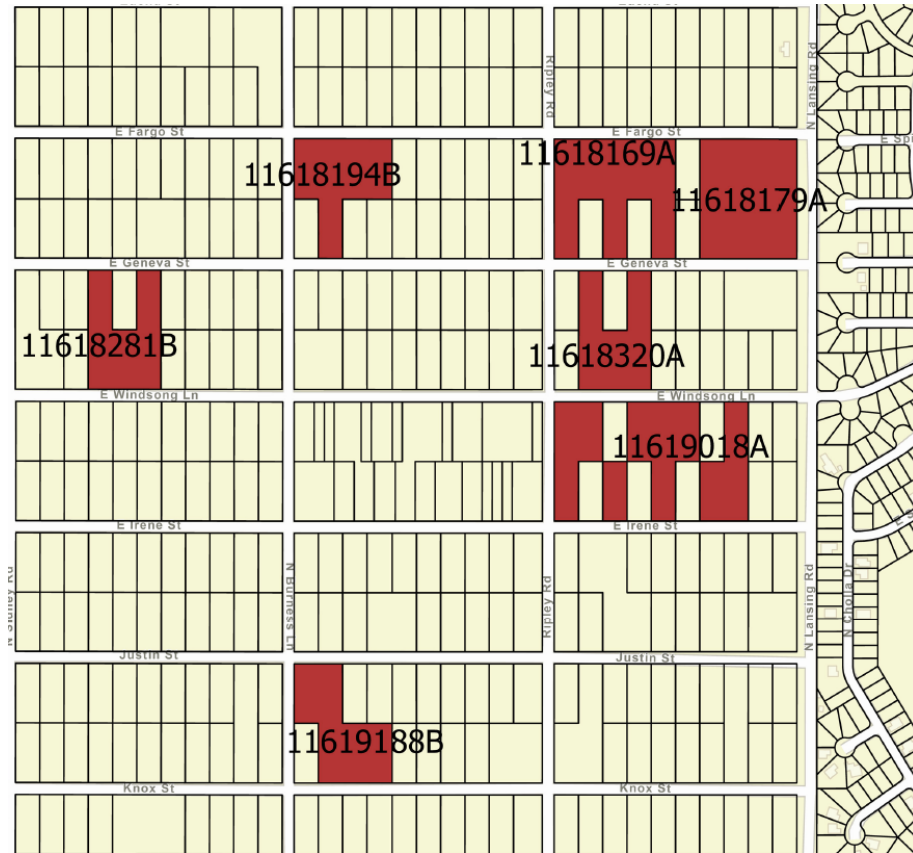 Ripley Rd
N Lansing Rd
E Fargo St
E Fargo St
11618194B
11618169A
11618179A
E Geneva St
E Geneva St
11618281B
11618320A
E Windsong Ln
E Windsong Ln
11619018A
E Irene St
E Irene St
N Burness Ln
Ripley Rd
N Lansing Rd
N Cholla Dr
Justin St
Justin St
11619188B
Knox St
Knox St